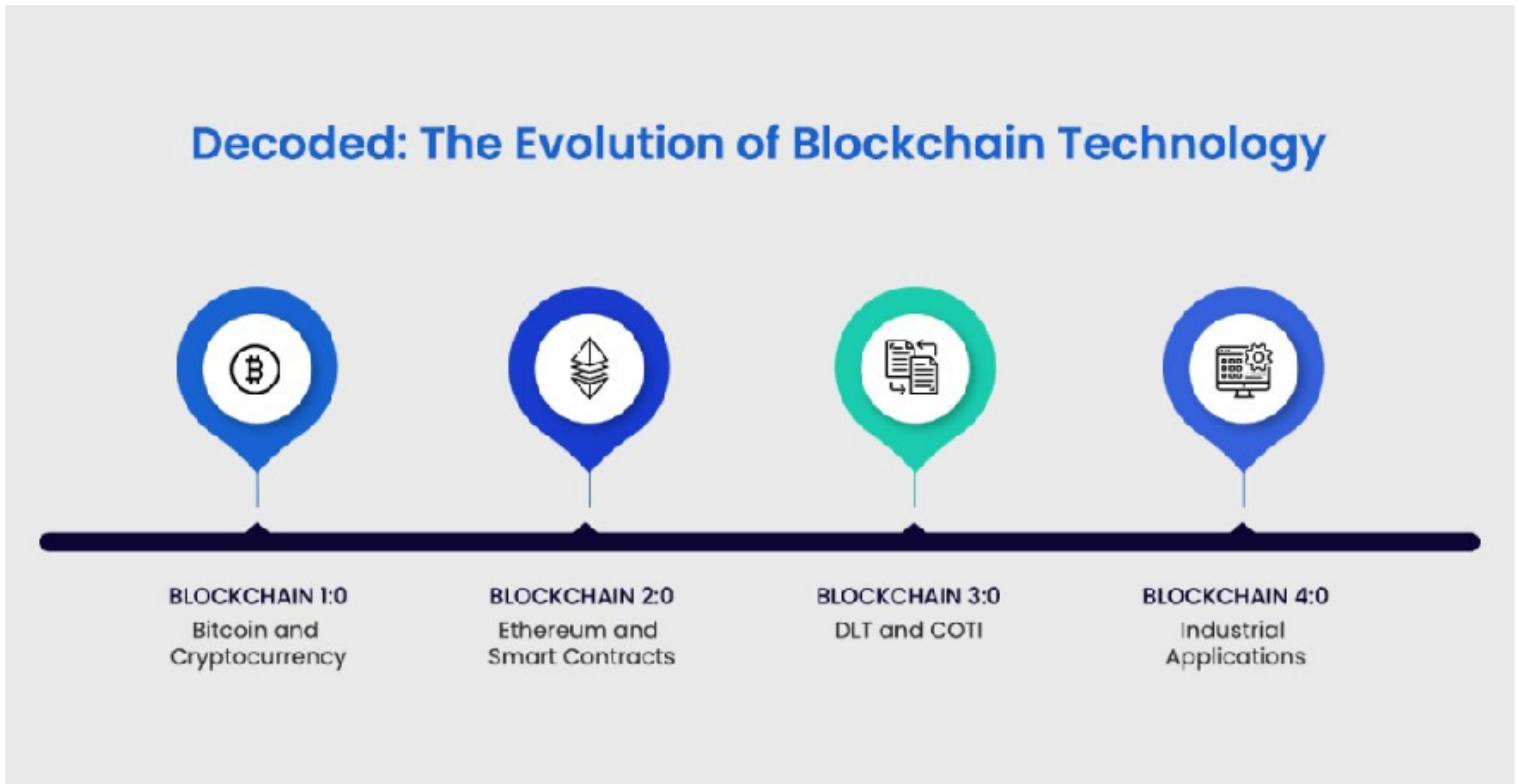 Decoded: The Evolution of Blockchain Technology
BLOCKCHAIN 1:0
Bitcoin and
Cryptocurrency
BLOCKCHAIN 2:0
Ethereum and
Smart Contracts
BLOCKCHAIN 3:0
DLT and COTI
BLOCKCHAIN 4:0
Industrial
Applications